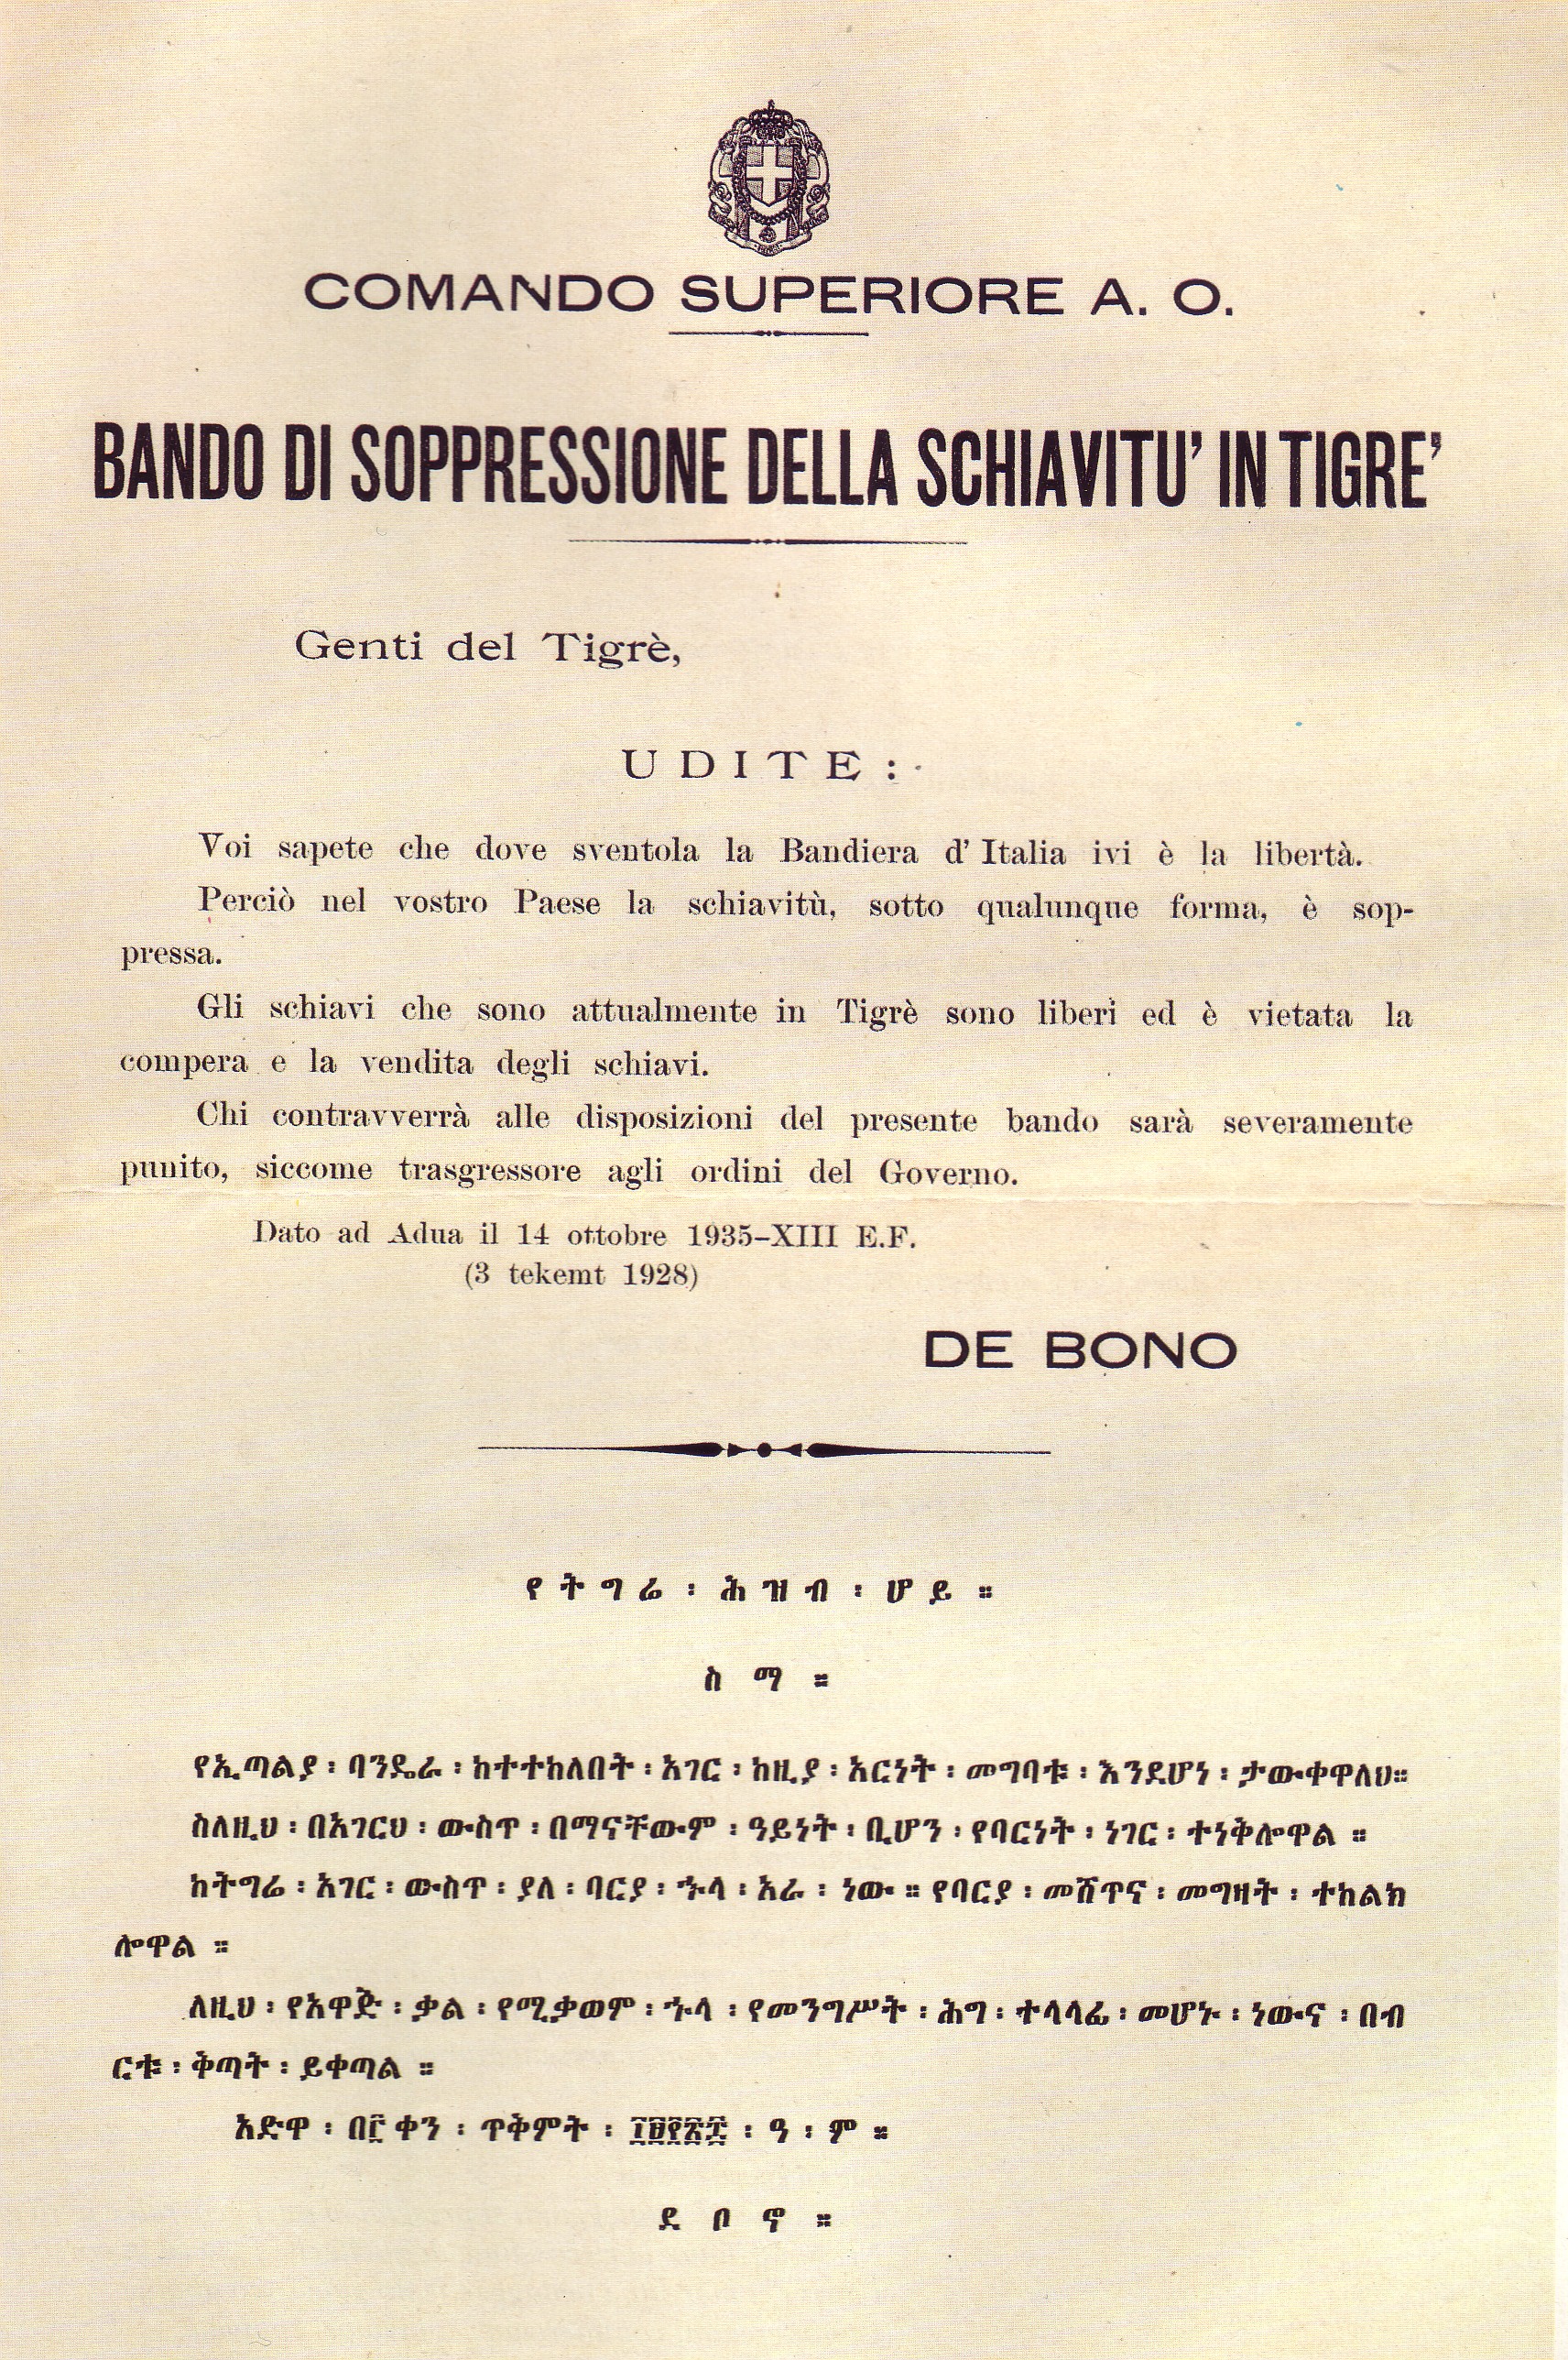 COMANDO SUPERIORE A. O.
BANDO DI SOPPRESSIONE DELLA SCHIAVITU' IN TIGRE'
Genti del Tigrè,
UDITE:
Voi sapete che dove sventola la Bandiera d'Italia ivi è la libertà.
Perciò nel vostro Paese la schiavitù, sotto qualunque forma, è sop-
pressa.
Gli schiavi che sono attualmente in Tigrè sono liberi ed è vietata la
compera e la vendita degli schiavi.
Chi contravverrà alle disposizioni del presente bando sarà severamente
punito, siccome trasgressore agli ordini del Governo.
Dato ad Adua il 14 ottobre 1935-XIII E.F.
(3 tekemt 1928)
DE BONO
የትግሬ ፡ ሕዝብ ፡ ሆይ ።
ስማ ።
የኢጣልያ ፡ ባንዴራ ፡ ከተተከለበት ፡ አገር ፡ ከዚያ ፡ አርነት ፡ መግባቱ ፡ እንደሆነ ፡ ታውቀዋለህ።
ስለዚህ ፡ በአገርህ ፡ ውስጥ ፡ በማናቸውም ፡ ዓይነት ፡ ቢሆን ፡ የባርነት ፡ ነገር ፡ ተነቅሎዋል ።
ከትግሬ ፡ አገር ፡ ውስጥ ፡ ያለ ፡ ባርያ ፡ ኁላ ፡ አራ ፡ ነው ። የባርያ ፡ መሸጥና ፡ መግዛት ፡ ተከልክ
ሎዋል ።
ለዚህ ፡ የአዋጅ ፡ ቃል ፡ የሚቃወም ፡ ኁላ ፡ የመንግሥት ፡ ሕግ ፡ ተላላፊ ፡ መሆኑ ፡ ነውና ፡ በብ
ርቱ ፡ ቅጣት ፡ ይቀጣል ።
አድዋ ፡ በ፫ ቀን ፡ ጥቅምት ፡ ፲፱፻፳፰ ፡ ዓ ፡ ም ።
ደቦኖ ።